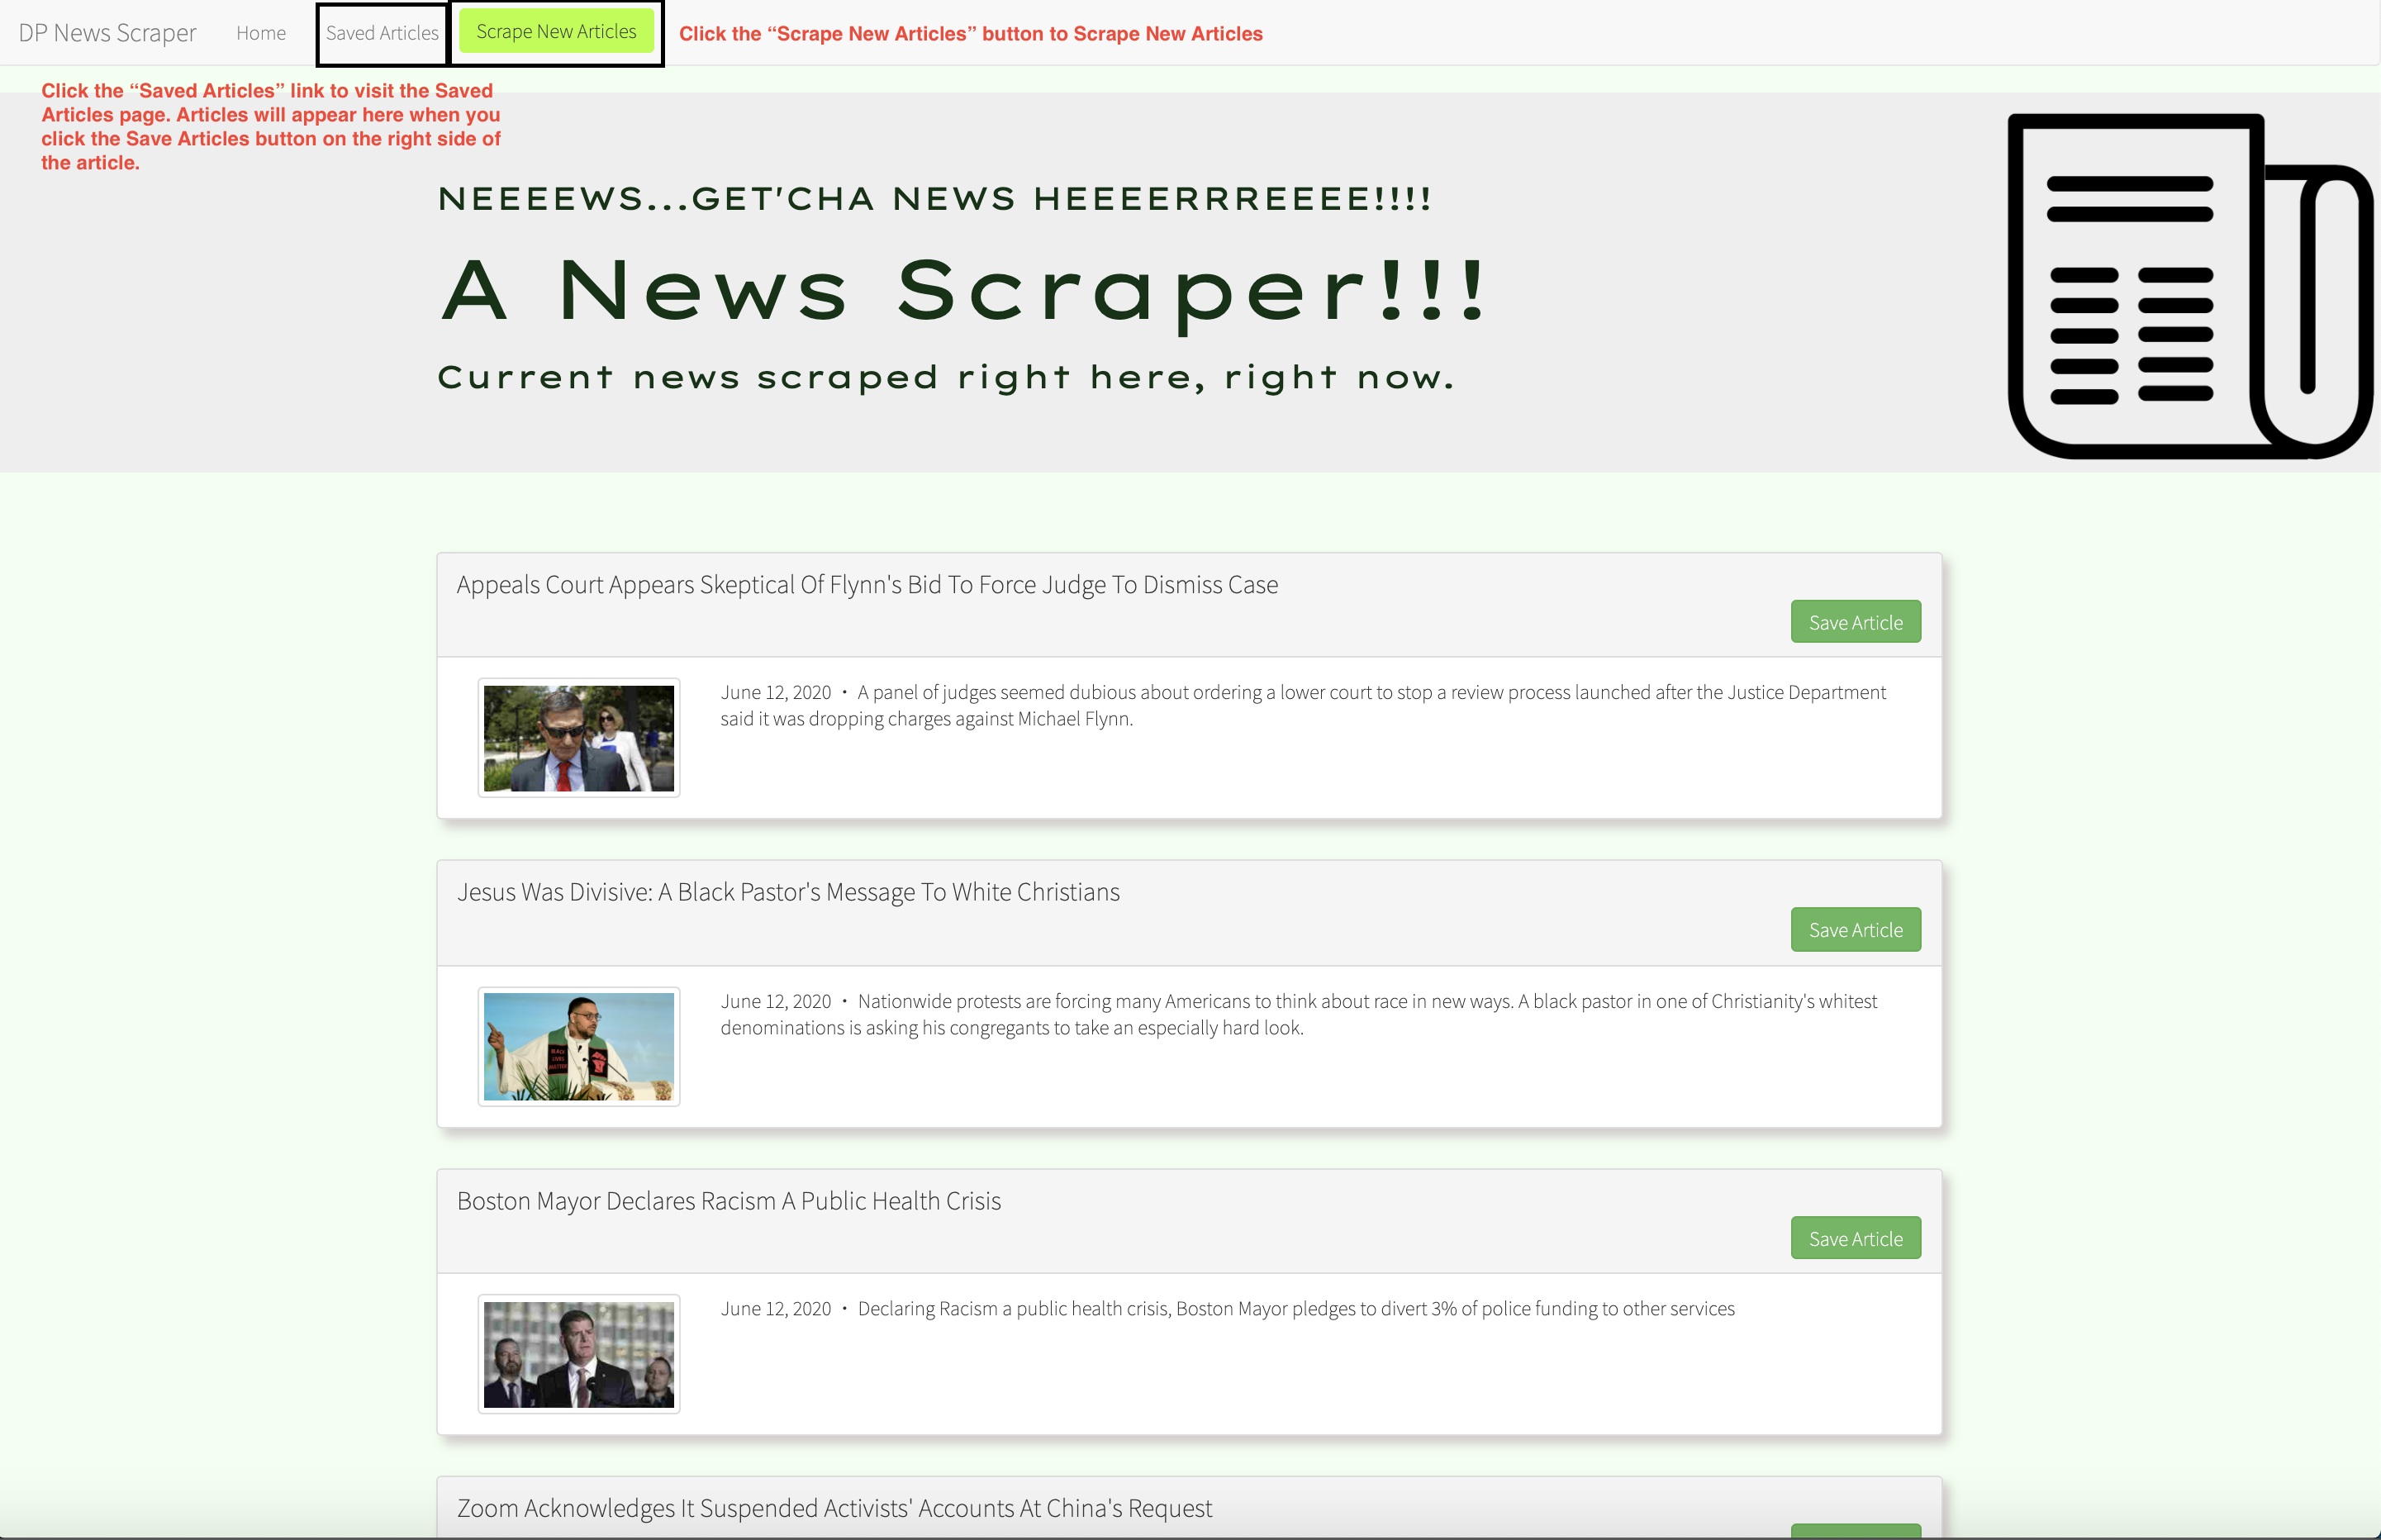 DP News Scraper Home Saved Articles Scrape New Articles Click the “Scrape New Articles” button to Scrape New Articles
Click the “Saved Articles” link to visit the Saved
Articles page. Articles will appear here when you
click the Save Articles button on the right side of
the article.
NEEEEWS...GET'CHA NEWS HEEEERRREEEE!!!!
A News Scraper!!!
Current news scraped right here, right now.
Appeals Court Appears Skeptical Of Flynn's Bid To Force Judge To Dismiss Case
Save Article
June 12, 2020 • A panel of judges seemed dubious about ordering a lower court to stop a review process launched after the Justice Department
said it was dropping charges against Michael Flynn.
Jesus Was Divisive: A Black Pastor's Message To White Christians
Save Article
June 12, 2020 • Nationwide protests are forcing many Americans to think about race in new ways. A black pastor in one of Christianity's whitest
denominations is asking his congregants to take an especially hard look.
BLACK
LIVES
MATTER
Boston Mayor Declares Racism A Public Health Crisis
Save Article
June 12, 2020 • Declaring Racism a public health crisis, Boston Mayor pledges to divert 3% of police funding to other services
Zoom Acknowledges It Suspended Activists' Accounts At China's Request